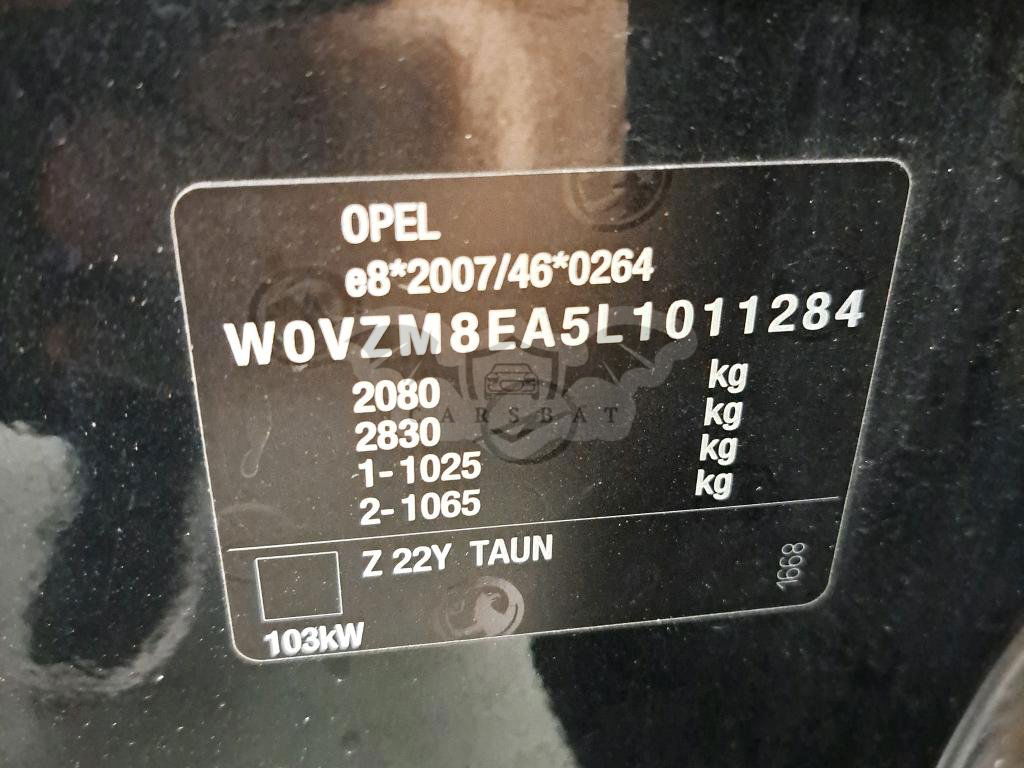 OPEL
e8*2007/46*0264
W0VZM8EA5L1011284
2080 kg
2830 kg
CARSBAT
1-1025 kg
2-1065 kg
Z 22Y TAUN
1668
103kW